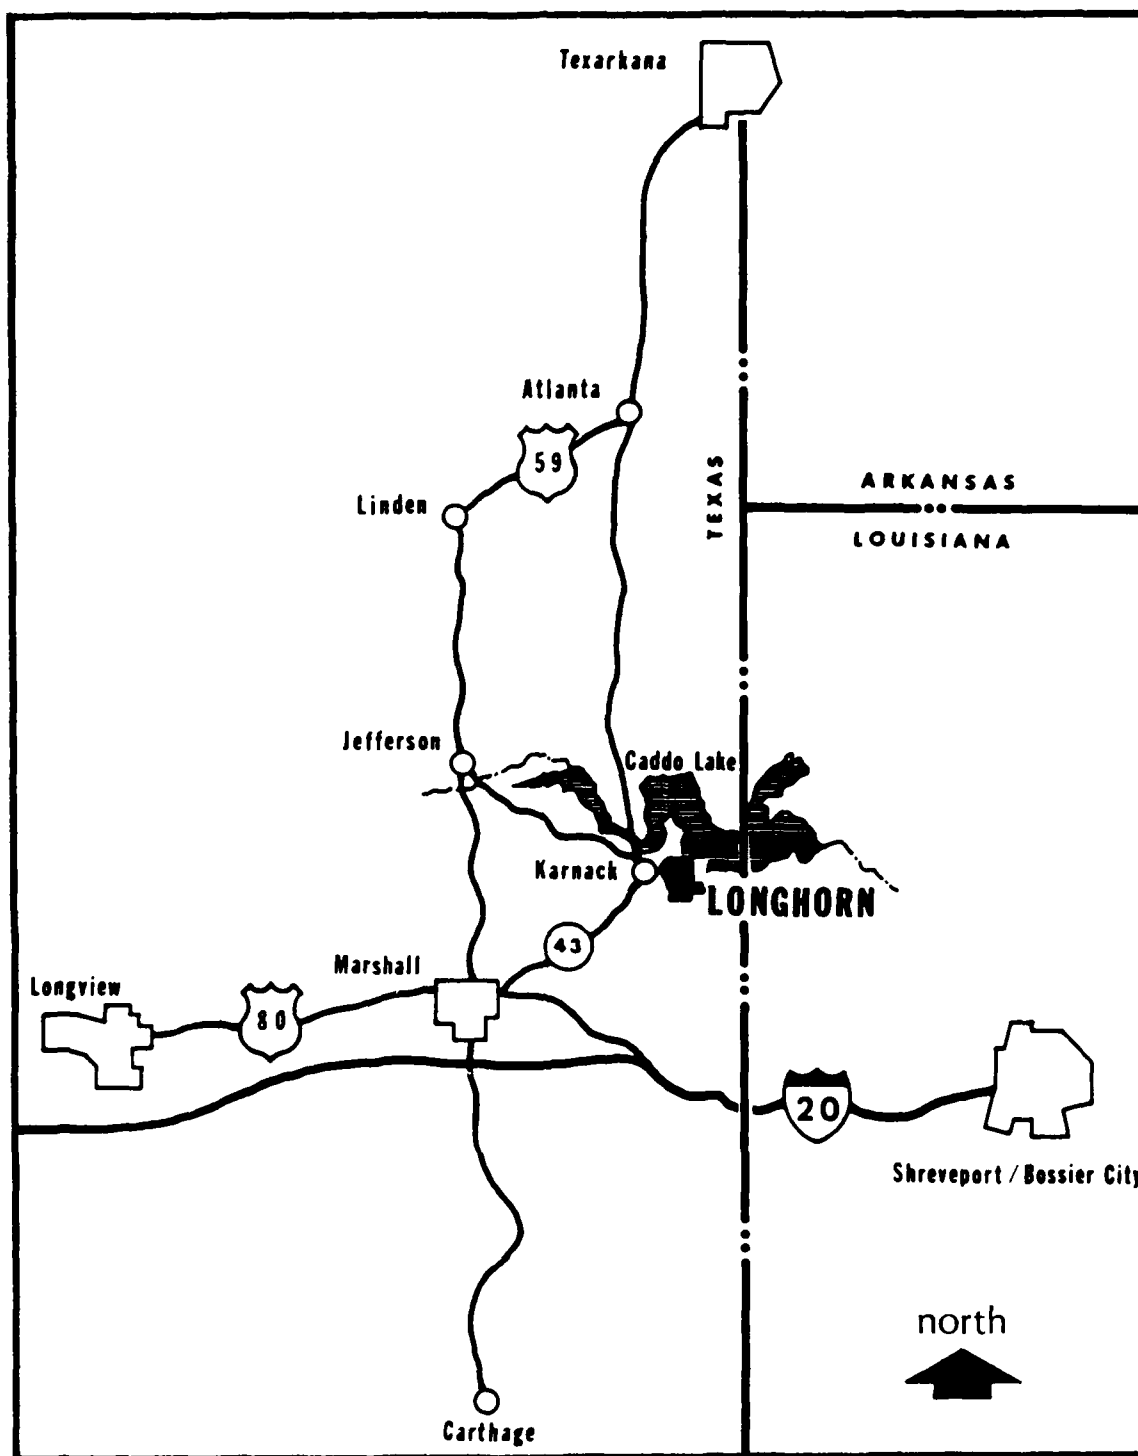 Texarkana
Atlanta
59
Linden
TEXAS
ARKANSAS
LOUISIANA
Jefferson
Caddo Lake
Karnack
LONGHORN
43
Marshall
Longview
80
20
Shreveport / Bossier City
north
Carthage